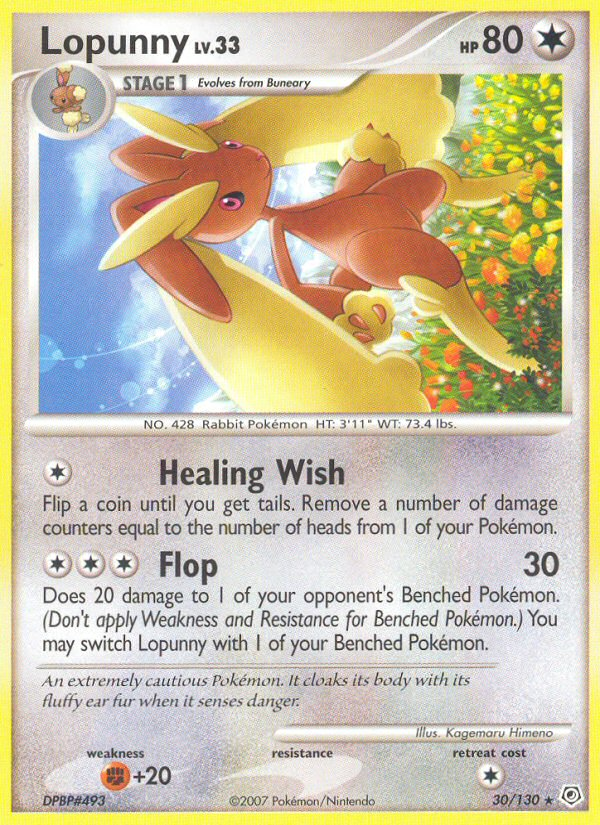 Lopunny LV.33 HP 80
STAGE 1 Evolves from Buneary
NO. 428 Rabbit Pokémon HT: 3'11" WT: 73.4 lbs.
Healing Wish
Flip a coin until you get tails. Remove a number of damage
counters equal to the number of heads from 1 of your Pokémon.
Flop 30
Does 20 damage to 1 of your opponent's Benched Pokémon.
(Don't apply Weakness and Resistance for Benched Pokémon.) You
may switch Lopunny with 1 of your Benched Pokémon.
An extremely cautious Pokémon. It cloaks its body with its
fluffy ear fur when it senses danger.
Illus. Kagemaru Himeno
weakness resistance retreat cost
+20
DPBP#493 ©2007 Pokémon/Nintendo 30/130 ★